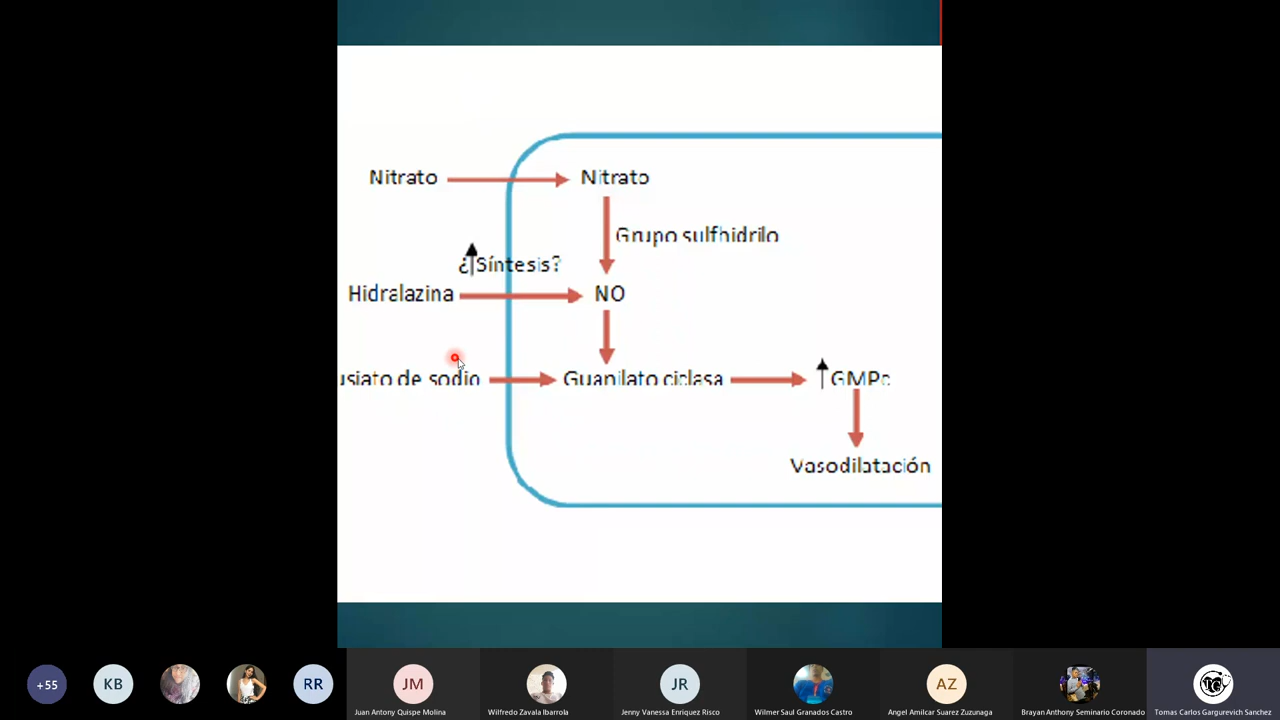 Nitrato
Nitrato
Grupo sulfhidrilo
¿ Síntesis?
Hidralazina
NO
usiato de sodio
Guanilato ciclasa
GMPc
Vasodilatación
+55
KB
RR
JM
JR
AZ
Juan Antony Quispe Molina
Wilfredo Zavala Ibarrola
Jenny Vanessa Enriquez Risco
Wilmer Saul Granados Castro
Angel Amilcar Suarez Zuzunaga
Brayan Anthony Seminario Coronado
Tomas Carlos Gargurevich Sanchez